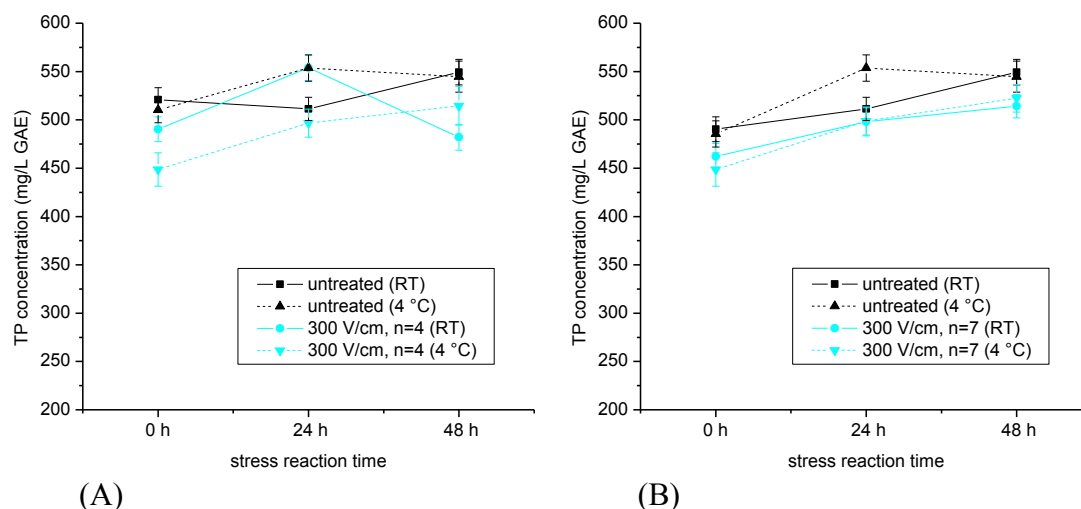 600
550
500
450
400
350
300
250
200
TP concentration (mg/L GAE)
untreated (RT)
untreated (4 °C)
300 V/cm, n=4 (RT)
300 V/cm, n=4 (4 °C)
0 h 24 h 48 h
stress reaction time
(A)
600
550
500
450
400
350
300
250
200
TP concentration (mg/L GAE)
untreated (RT)
untreated (4 °C)
300 V/cm, n=7 (RT)
300 V/cm, n=7 (4 °C)
0 h 24 h 48 h
stress reaction time
(B)